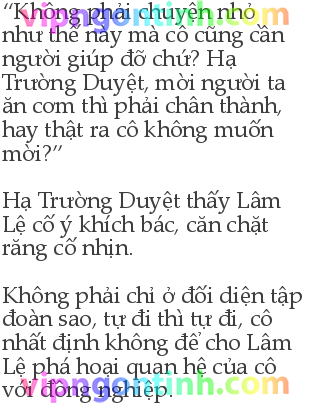 “Không phải chuyện nhỏ
như thế này mà cô cũng cần
người giúp đỡ chứ? Hạ
Trường Duyệt, mời người ta
ăn cơm thì phải chân thành,
hay thật ra cô không muốn
mời?”
Hạ Trường Duyệt thấy Lâm
Lệ cố ý khích bác, căn chặt
răng cố nhịn.
Không phải chỉ ở đối diện tập
đoàn sao, tự đi thì tự đi, cô
nhất định không để cho Lâm
Lệ phá hoại quan hệ của cô
với đồng nghiệp.
vipngontinh.com
vipngontinh.com